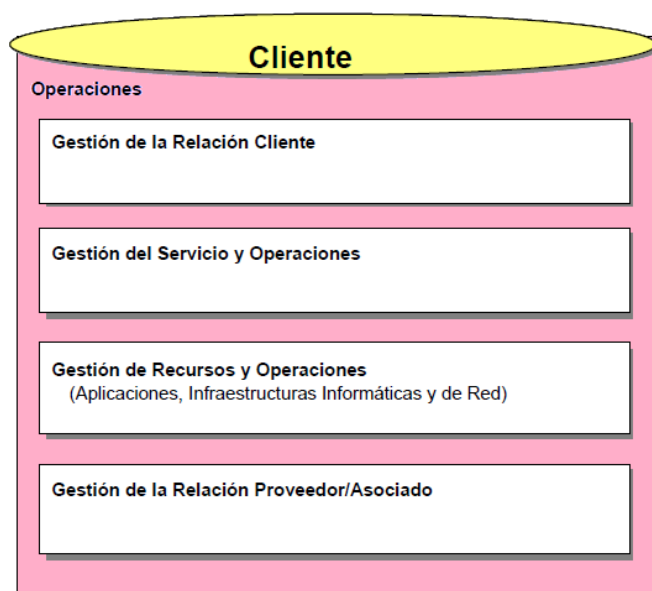 Cliente
Operaciones
Gestión de la Relación Cliente
Gestión del Servicio y Operaciones
Gestión de Recursos y Operaciones
(Aplicaciones, Infraestructuras Informáticas y de Red)
Gestión de la Relación Proveedor/Asociado